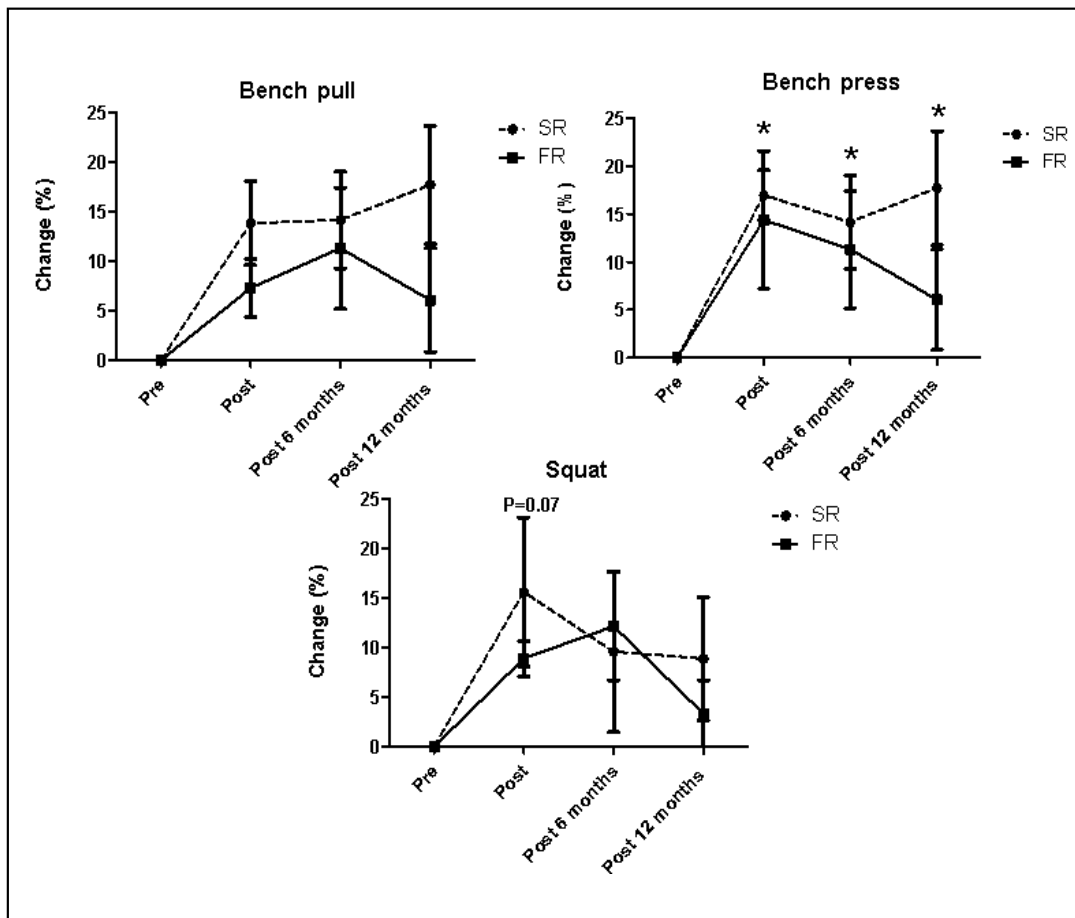 Bench pull
SR
FR
Change (%)
25
20
15
10
5
0
Pre
Post
Post 6 months
Post 12 months
Bench press
* * *
SR
FR
Change (%)
25
20
15
10
5
0
Pre
Post
Post 6 months
Post 12 months
Squat
P=0.07
SR
FR
Change (%)
25
20
15
10
5
0
Pre
Post
Post 6 months
Post 12 months